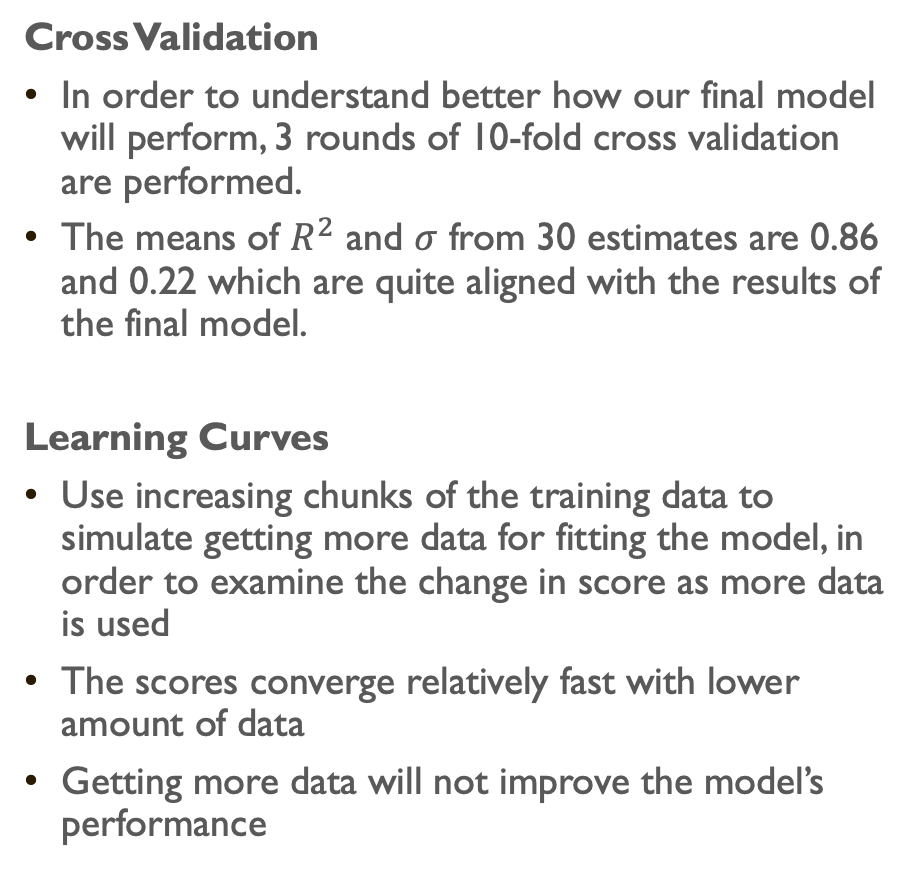 Cross Validation
• In order to understand better how our final model
will perform, 3 rounds of 10-fold cross validation
are performed.
• The means of R² and σ from 30 estimates are 0.86
and 0.22 which are quite aligned with the results of
the final model.
Learning Curves
• Use increasing chunks of the training data to
simulate getting more data for fitting the model, in
order to examine the change in score as more data
is used
• The scores converge relatively fast with lower
amount of data
• Getting more data will not improve the model’s
performance